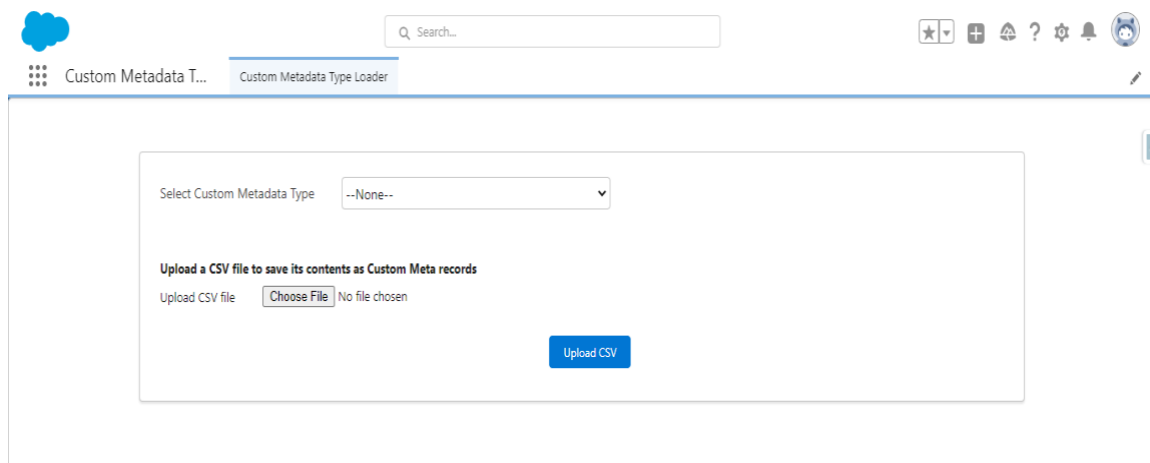 Search...
Custom Metadata T... Custom Metadata Type Loader
Select Custom Metadata Type --None--
Upload a CSV file to save its contents as Custom Meta records
Upload CSV file Choose File No file chosen
Upload CSV